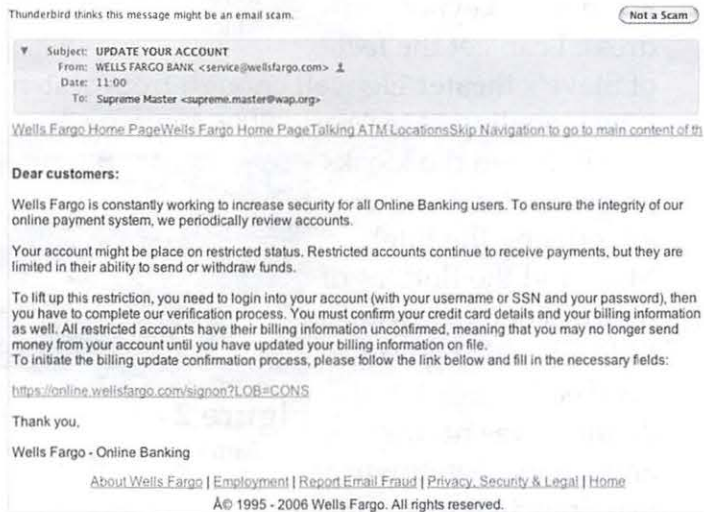 Thunderbird thinks this message might be an email scam.
Not a Scam
Subject: UPDATE YOUR ACCOUNT
From: WELLS FARGO BANK <service@wellsfargo.com>
Date: 11:00
To: Supreme Master <supreme.master@wap.org>
Wells Fargo Home PageWells Fargo Home PageTalking ATM LocationsSkip Navigation to go to main content of th
Dear customers:
Wells Fargo is constantly working to increase security for all Online Banking users. To ensure the integrity of our
online payment system, we periodically review accounts.
Your account might be place on restricted status. Restricted accounts continue to receive payments, but they are
limited in their ability to send or withdraw funds.
To lift up this restriction, you need to login into your account (with your username or SSN and your password), then
you have to complete our verification process. You must confirm your credit card details and your billing information
as well. All restricted accounts have their billing information unconfirmed, meaning that you may no longer send
money from your account until you have updated your billing information on file.
To initiate the billing update confirmation process, please follow the link bellow and fill in the necessary fields:
https://online.wellsfargo.com/signon?LOB=CONS
Thank you,
Wells Fargo - Online Banking
About Wells Fargo | Employment | Report Email Fraud | Privacy, Security & Legal | Home
Â© 1995 - 2006 Wells Fargo. All rights reserved.